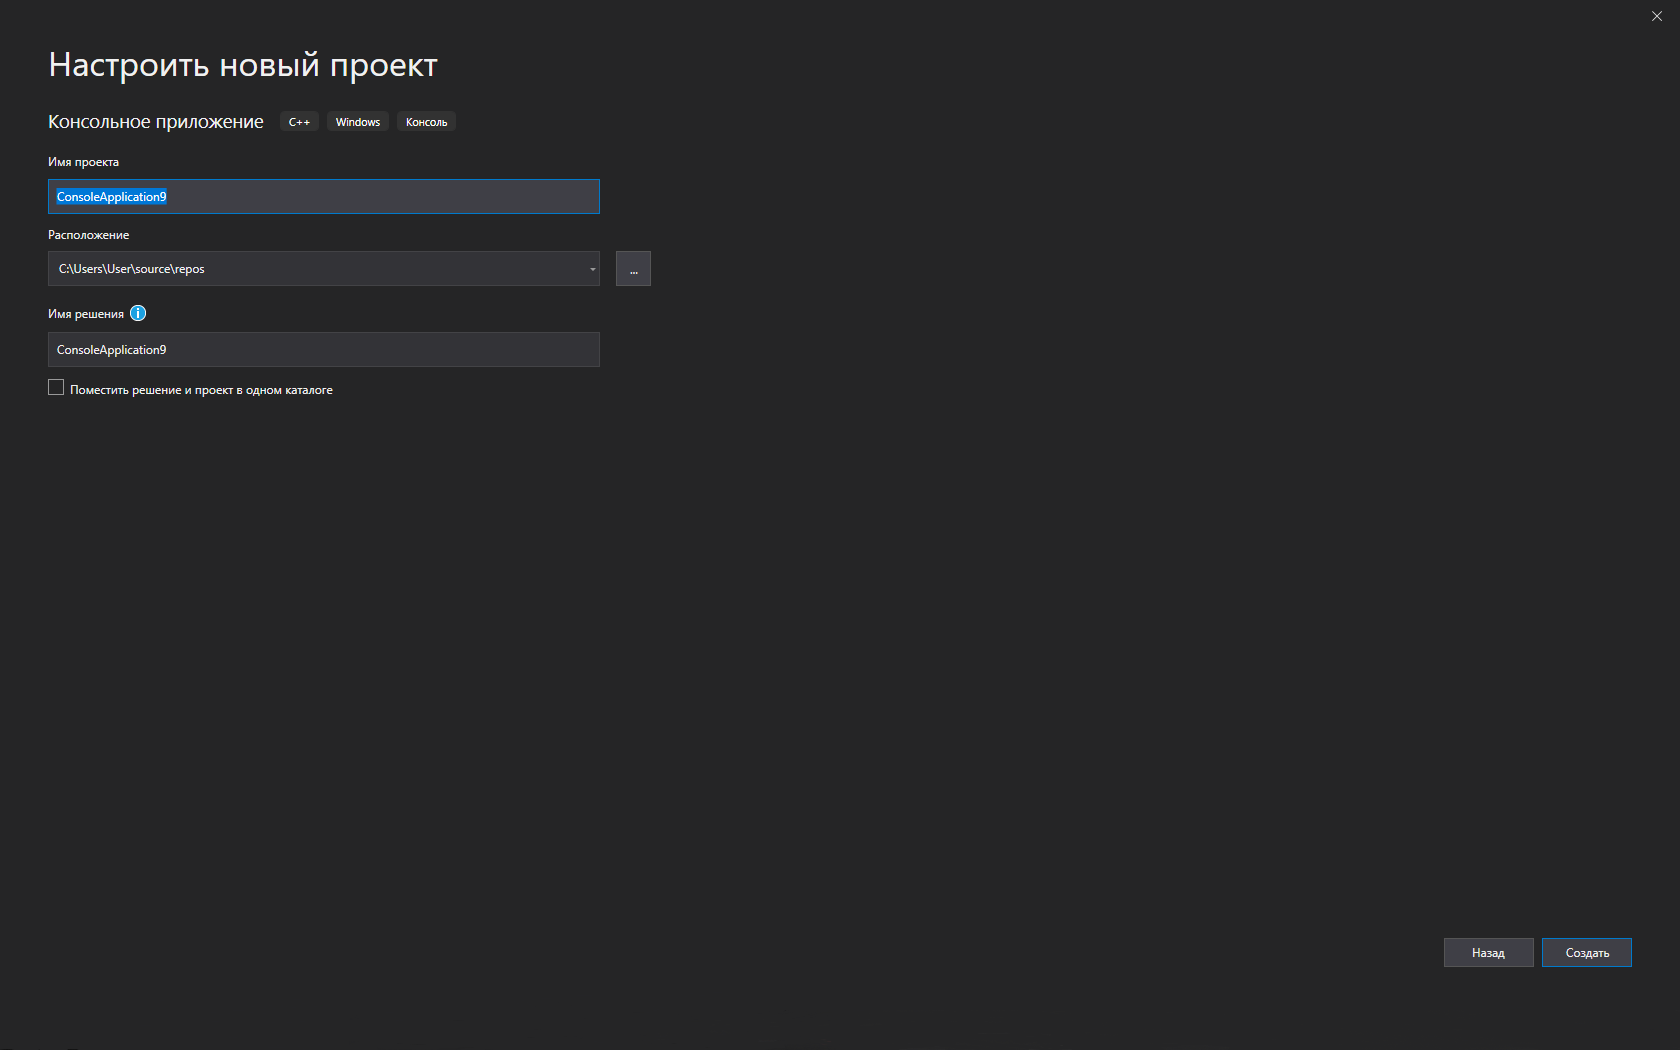 Настроить новый проект
Консольное приложение C++ Windows Консоль
Имя проекта
ConsoleApplication9
Расположение
C:\Users\User\source\repos
...
Имя решения i
ConsoleApplication9
Поместить решение и проект в одном каталоге
Назад Создать